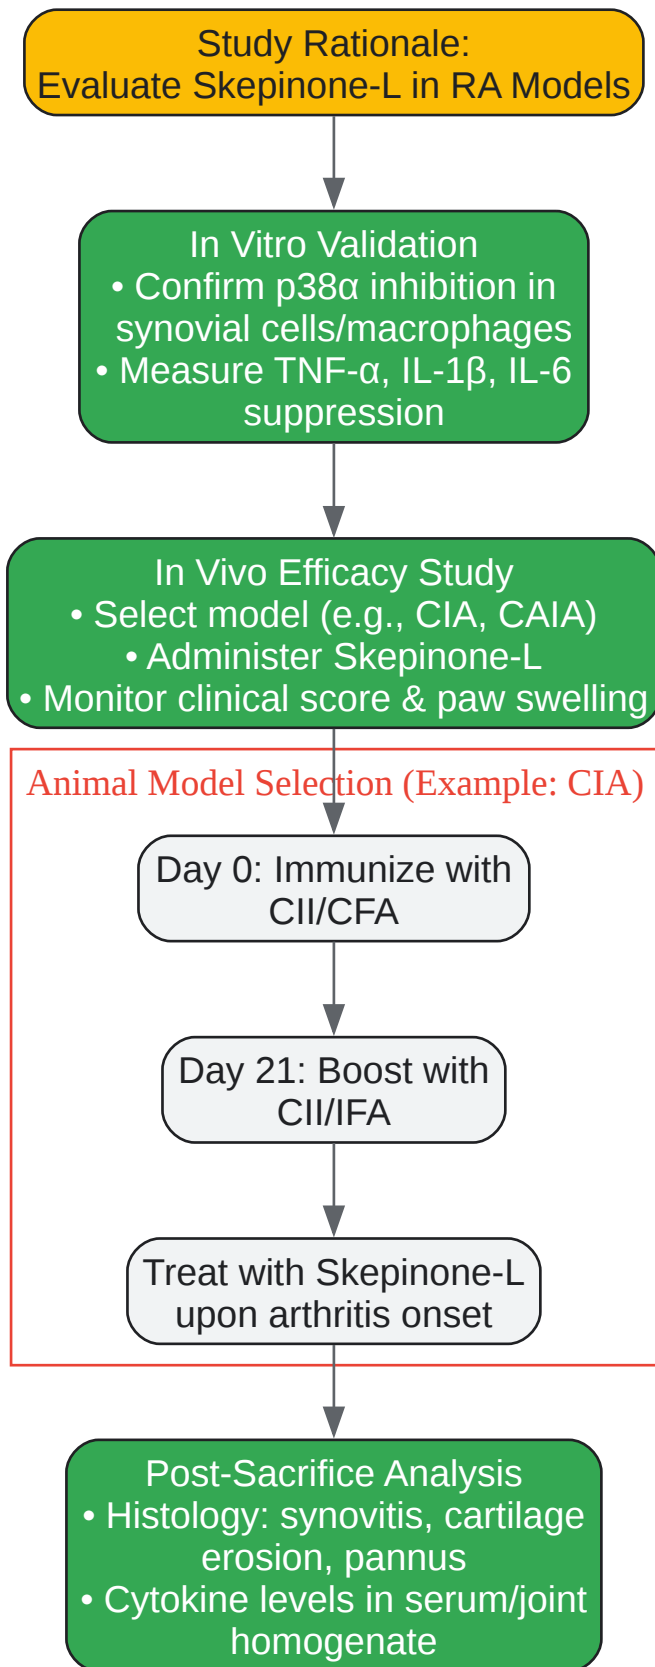 Study Rationale:
Evaluate Skepinone-L in RA Models
In Vitro Validation
• Confirm p38α inhibition in
synovial cells/macrophages
• Measure TNF-α, IL-1β, IL-6
suppression
In Vivo Efficacy Study
• Select model (e.g., CIA, CAIA)
• Administer Skepinone-L
• Monitor clinical score & paw swelling
Animal Model Selection (Example: CIA)
Day 0: Immunize with
CII/CFA
Day 21: Boost with
CII/IFA
Treat with Skepinone-L
upon arthritis onset
Post-Sacrifice Analysis
• Histology: synovitis, cartilage
erosion, pannus
• Cytokine levels in serum/joint
homogenate